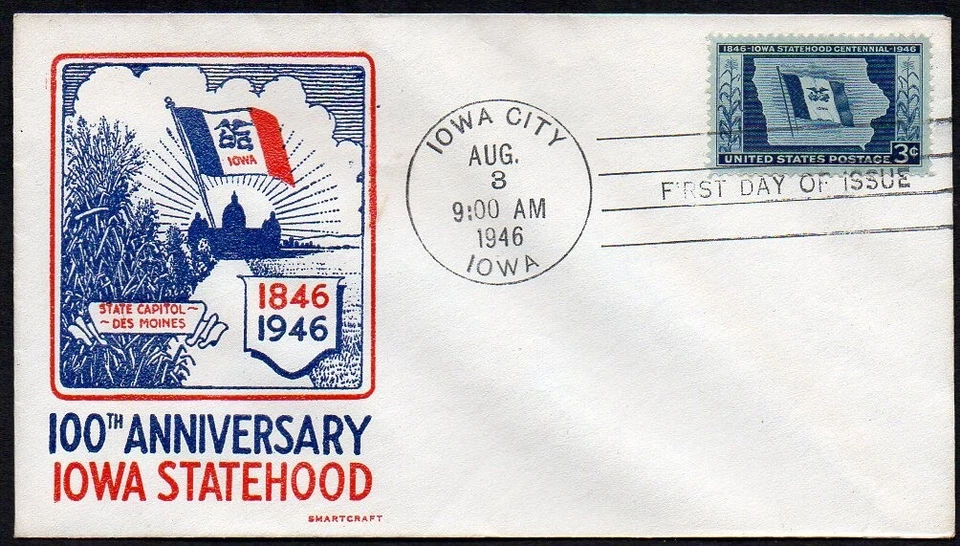 IOWA
STATE CAPITOL~
~DES MOINES
1846
1946
100TH ANNIVERSARY
IOWA STATEHOOD
SMARTCRAFT
IOWA CITY
AUG.
3
9:00 AM
1946
IOWA
1846-IOWA STATEHOOD CENTENNIAL-1946
UNITED STATES POSTAGE 3¢
FIRST DAY OF ISSUE